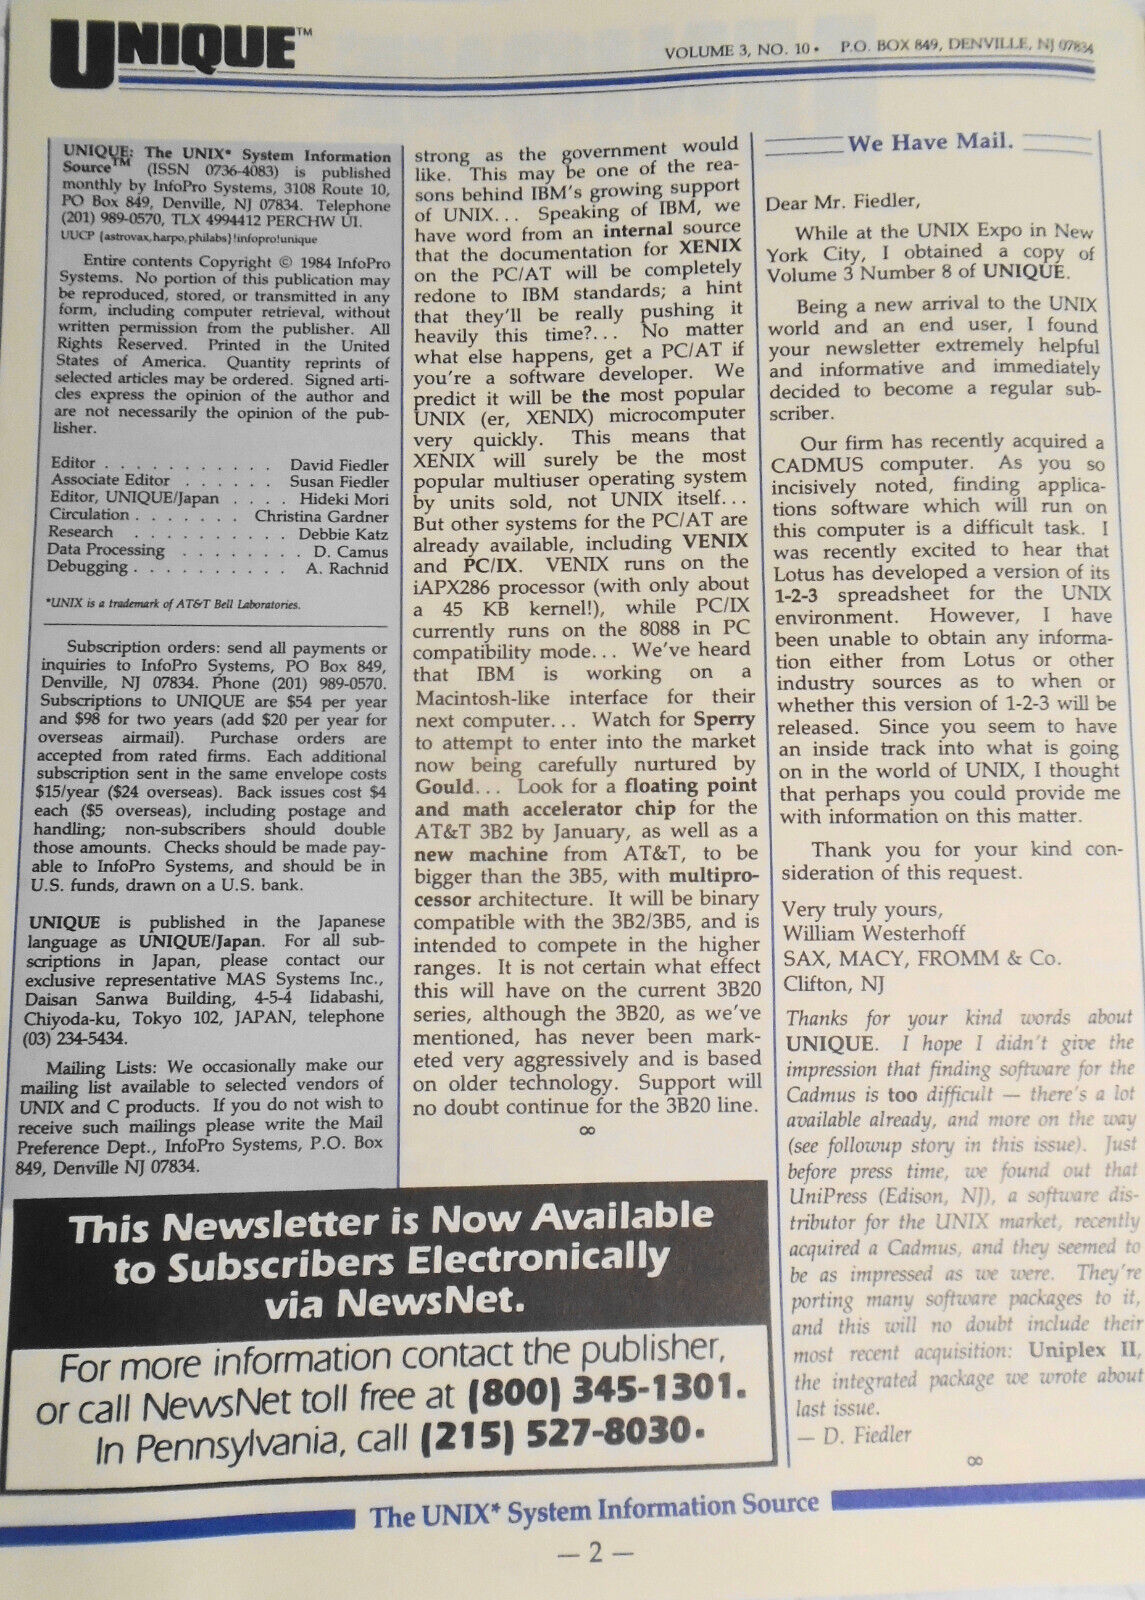 UNIQUE™
VOLUME 3, NO. 10 • P.O. BOX 849, DENVILLE, NJ 07834
UNIQUE: The UNIX* System Information
Source™ (ISSN 0736-4083) is published
monthly by InfoPro Systems, 3108 Route 10,
PO Box 849, Denville, NJ 07834. Telephone
(201) 989-0570, TLX 4994412 PERCHW UI.
UUCP {astrovax,harpo,philabs}!infopro!unique
Entire contents Copyright © 1984 InfoPro
Systems. No portion of this publication may
be reproduced, stored, or transmitted in any
form, including computer retrieval, without
written permission from the publisher. All
Rights Reserved. Printed in the United
States of America. Quantity reprints of
selected articles may be ordered. Signed arti-
cles express the opinion of the author and
are not necessarily the opinion of the pub-
lisher.
Editor . . . . . . . . . . . David Fiedler
Associate Editor . . . . . . Susan Fiedler
Editor, UNIQUE/Japan . . . . Hideki Mori
Circulation . . . . . . . Christina Gardner
Research . . . . . . . . . . Debbie Katz
Data Processing . . . . . . . . D. Camus
Debugging . . . . . . . . . . A. Rachnid
*UNIX is a trademark of AT&T Bell Laboratories.
Subscription orders: send all payments or
inquiries to InfoPro Systems, PO Box 849,
Denville, NJ 07834. Phone (201) 989-0570.
Subscriptions to UNIQUE are $54 per year
and $98 for two years (add $20 per year for
overseas airmail). Purchase orders are
accepted from rated firms. Each additional
subscription sent in the same envelope costs
$15/year ($24 overseas). Back issues cost $4
each ($5 overseas), including postage and
handling; non-subscribers should double
those amounts. Checks should be made pay-
able to InfoPro Systems, and should be in
U.S. funds, drawn on a U.S. bank.
UNIQUE is published in the Japanese
language as UNIQUE/Japan. For all sub-
scriptions in Japan, please contact our
exclusive representative MAS Systems Inc.,
Daisan Sanwa Building, 4-5-4 Iidabashi,
Chiyoda-ku, Tokyo 102, JAPAN, telephone
(03) 234-5434.
Mailing Lists: We occasionally make our
mailing list available to selected vendors of
UNIX and C products. If you do not wish to
receive such mailings please write the Mail
Preference Dept., InfoPro Systems, P.O. Box
849, Denville NJ 07834.
strong as the government would
like. This may be one of the rea-
sons behind IBM's growing support
of UNIX... Speaking of IBM, we
have word from an internal source
that the documentation for XENIX
on the PC/AT will be completely
redone to IBM standards; a hint
that they'll be really pushing it
heavily this time?... No matter
what else happens, get a PC/AT if
you're a software developer. We
predict it will be the most popular
UNIX (er, XENIX) microcomputer
very quickly. This means that
XENIX will surely be the most
popular multiuser operating system
by units sold, not UNIX itself...
But other systems for the PC/AT are
already available, including VENIX
and PC/IX. VENIX runs on the
iAPX286 processor (with only about
a 45 KB kernel!), while PC/IX
currently runs on the 8088 in PC
compatibility mode... We've heard
that IBM is working on a
Macintosh-like interface for their
next computer... Watch for Sperry
to attempt to enter into the market
now being carefully nurtured by
Gould... Look for a floating point
and math accelerator chip for the
AT&T 3B2 by January, as well as a
new machine from AT&T, to be
bigger than the 3B5, with multipro-
cessor architecture. It will be binary
compatible with the 3B2/3B5, and is
intended to compete in the higher
ranges. It is not certain what effect
this will have on the current 3B20
series, although the 3B20, as we've
mentioned, has never been mark-
eted very aggressively and is based
on older technology. Support will
no doubt continue for the 3B20 line.
∞
We Have Mail.
Dear Mr. Fiedler,
While at the UNIX Expo in New
York City, I obtained a copy of
Volume 3 Number 8 of UNIQUE.
Being a new arrival to the UNIX
world and an end user, I found
your newsletter extremely helpful
and informative and immediately
decided to become a regular sub-
scriber.
Our firm has recently acquired a
CADMUS computer. As you so
incisively noted, finding applica-
tions software which will run on
this computer is a difficult task. I
was recently excited to hear that
Lotus has developed a version of its
1-2-3 spreadsheet for the UNIX
environment. However, I have
been unable to obtain any informa-
tion either from Lotus or other
industry sources as to when or
whether this version of 1-2-3 will be
released. Since you seem to have
an inside track into what is going
on in the world of UNIX, I thought
that perhaps you could provide me
with information on this matter.
Thank you for your kind con-
sideration of this request.
Very truly yours,
William Westerhoff
SAX, MACY, FROMM & Co.
Clifton, NJ
Thanks for your kind words about
UNIQUE. I hope I didn't give the
impression that finding software for the
Cadmus is too difficult — there's a lot
available already, and more on the way
(see followup story in this issue). Just
before press time, we found out that
UniPress (Edison, NJ), a software dis-
tributor for the UNIX market, recently
acquired a Cadmus, and they seemed to
be as impressed as we were. They're
porting many software packages to it,
and this will no doubt include their
most recent acquisition: Uniplex II,
the integrated package we wrote about
last issue.
— D. Fiedler
∞
This Newsletter is Now Available
to Subscribers Electronically
via NewsNet.
For more information contact the publisher,
or call NewsNet toll free at (800) 345-1301.
In Pennsylvania, call (215) 527-8030.
The UNIX* System Information Source
— 2 —